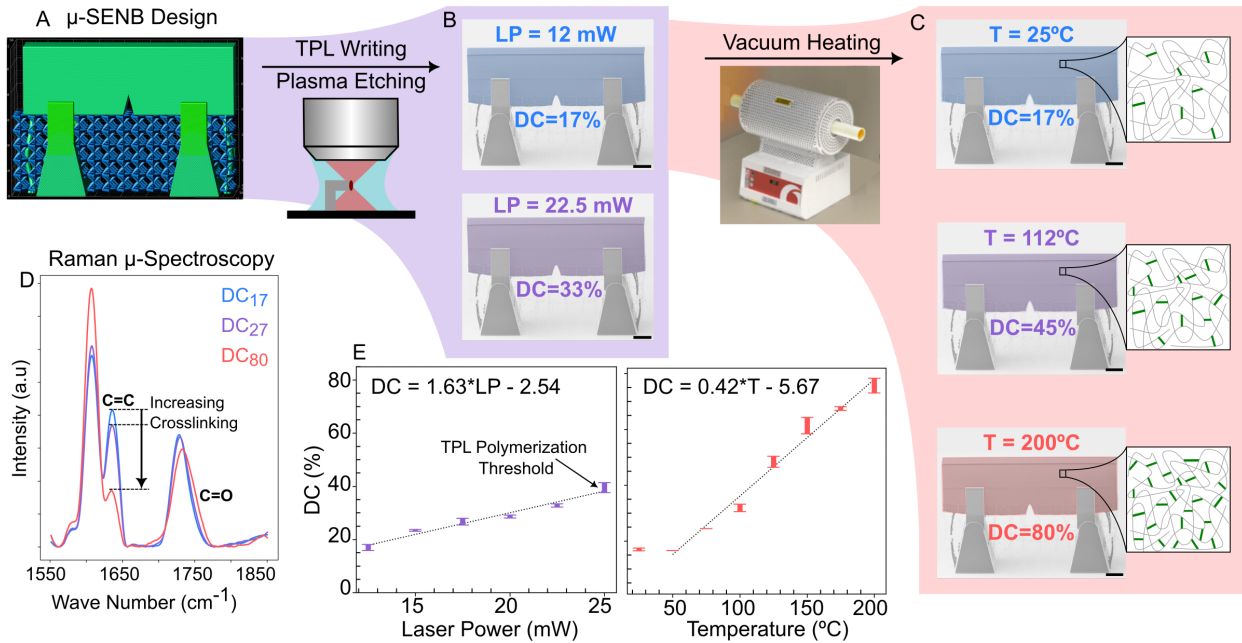 A
µ-SENB Design
TPL Writing
Plasma Etching
B
LP = 12 mW
DC=17%
LP = 22.5 mW
DC=33%
Vacuum Heating
C
T = 25ºC
DC=17%
T = 112ºC
DC=45%
T = 200ºC
DC=80%
D
Raman µ-Spectroscopy
DC17
DC27
DC80
C=C
Increasing
Crosslinking
C=O
Intensity (a.u)
1550
1650
1750
1850
Wave Number (cm-1)
E
DC = 1.63*LP - 2.54
TPL Polymerization
Threshold
DC (%)
80
60
40
20
0
15
20
25
Laser Power (mW)
DC = 0.42*T - 5.67
50
100
150
200
Temperature (ºC)